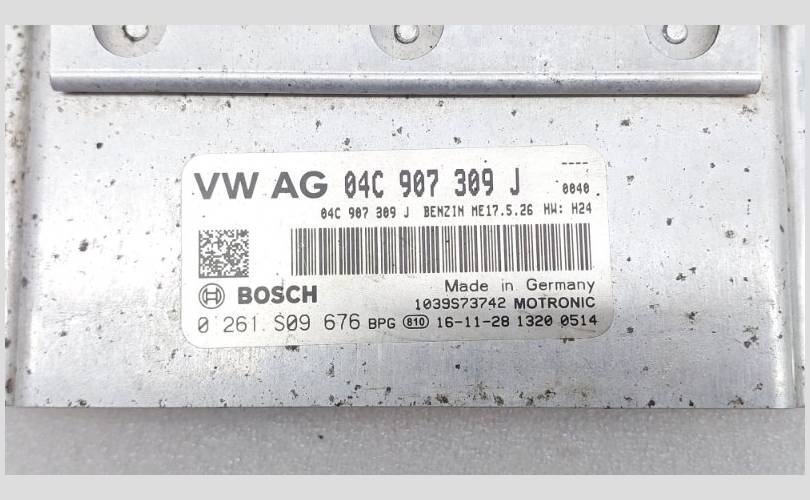 ----
VW AG 04C 907 309 J 0040
04C 907 309 J BENZIN ME17.5.26 HW: H24
BOSCH
Made in Germany
1039S73742 MOTRONIC
0 261 S09 676 BPG 810 16-11-28 1320 0514